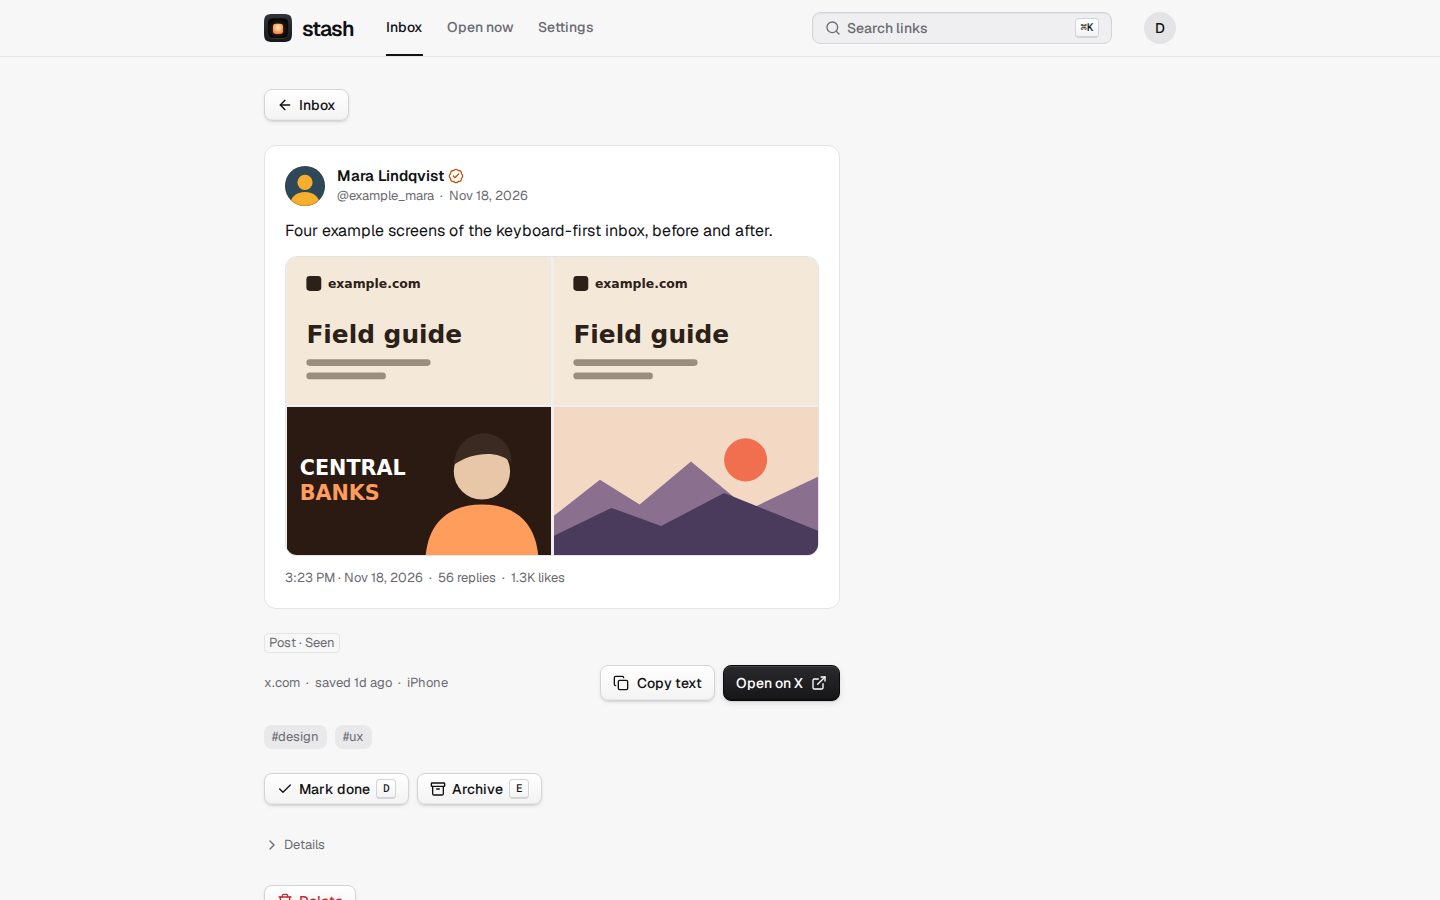 stash
Inbox
Open now
Settings
Search links
⌘K
D
Inbox
Mara Lindqvist
@example_mara · Nov 18, 2026
Four example screens of the keyboard-first inbox, before and after.
example.com
Field guide
example.com
Field guide
CENTRAL
BANKS
3:23 PM · Nov 18, 2026 · 56 replies · 1.3K likes
Post · Seen
x.com · saved 1d ago · iPhone
Copy text
Open on X
#design
#ux
Mark done
D
Archive
E
Details
Delete